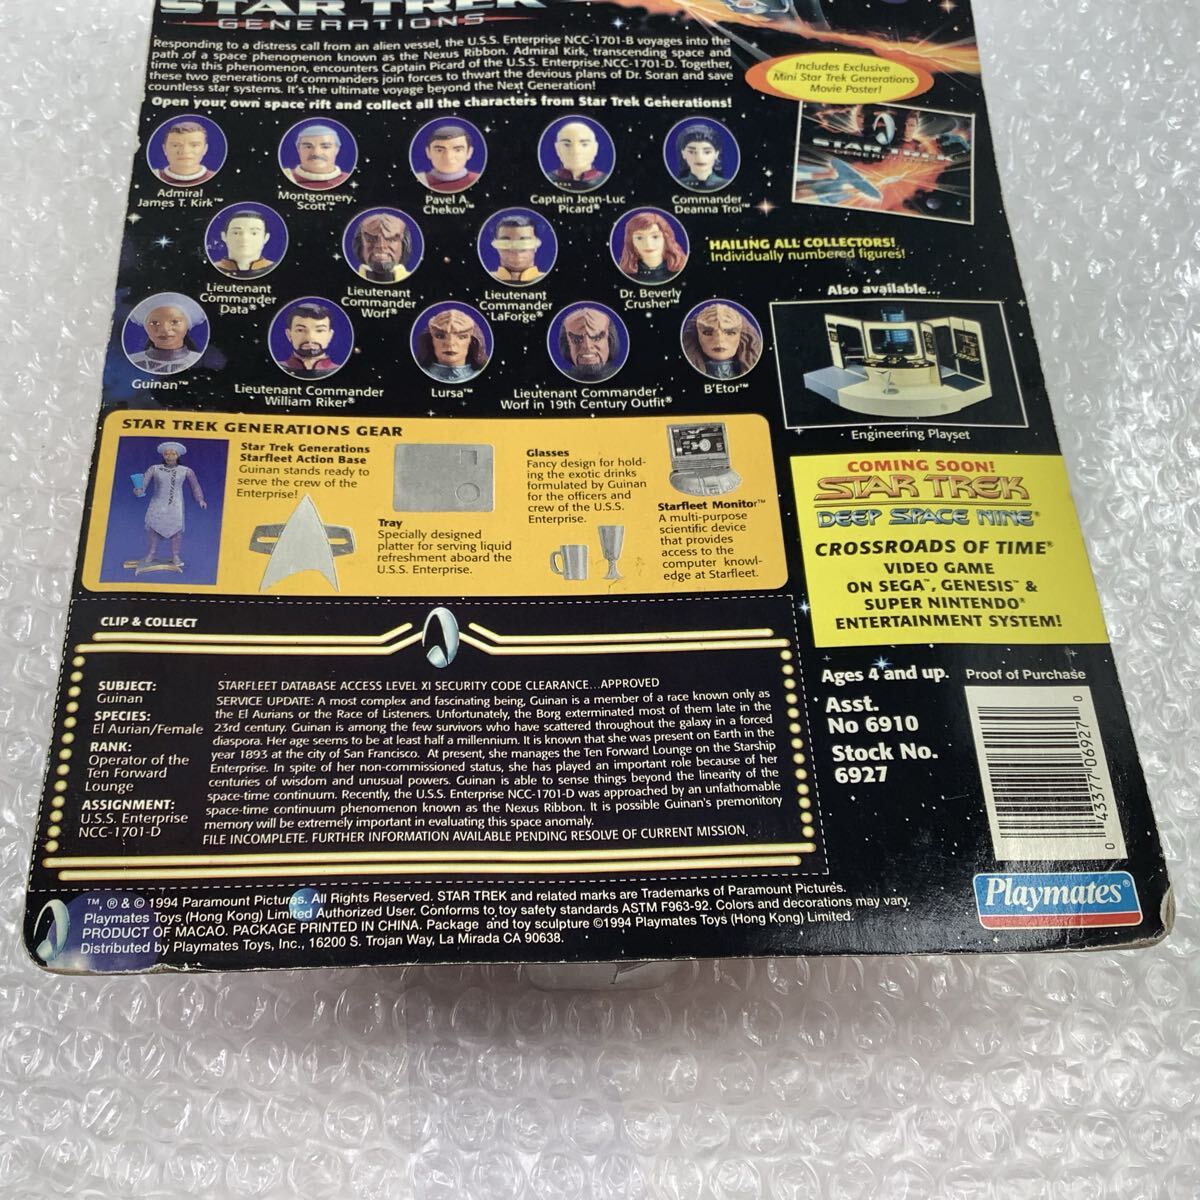 STAR TREK
GENERATIONS
Responding to a distress call from an alien vessel, the U.S.S. Enterprise NCC-1701-B voyages into the
path of a space phenomenon known as the Nexus Ribbon. Admiral Kirk, transcending space and
time via this phenomenon, encounters Captain Picard of the U.S.S. Enterprise NCC-1701-D. Together,
these two generations of commanders join forces to thwart the devious plans of Dr. Soran and save
countless star systems. It's the ultimate voyage beyond the Next Generation!
Open your own space rift and collect all the characters from Star Trek Generations!
Includes Exclusive
Mini Star Trek Generations
Movie Poster!
STAR TREK
GENERATIONS
Admiral
James T. Kirk™
Montgomery
Scott™
Pavel A.
Chekov™
Captain Jean-Luc
Picard®
Commander
Deanna Troi™
Lieutenant
Commander
Data®
Lieutenant
Commander
Worf®
Lieutenant
Commander
LaForge®
Dr. Beverly
Crusher™
HAILING ALL COLLECTORS!
Individually numbered figures!
Guinan™
Lieutenant Commander
William Riker®
Lursa™
Lieutenant Commander
Worf in 19th Century Outfit®
B'Etor™
Also available...
Engineering Playset
STAR TREK GENERATIONS GEAR
Star Trek Generations
Starfleet Action Base
Guinan stands ready to
serve the crew of the
Enterprise!
Tray
Specially designed
platter for serving liquid
refreshment aboard the
U.S.S. Enterprise.
Glasses
Fancy design for hold-
ing the exotic drinks
formulated by Guinan
for the officers and
crew of the U.S.S.
Enterprise.
Starfleet Monitor™
A multi-purpose
scientific device
that provides
access to the
computer knowl-
edge at Starfleet.
COMING SOON!
STAR TREK
DEEP SPACE NINE®
CROSSROADS OF TIME®
VIDEO GAME
ON SEGA™, GENESIS™ &
SUPER NINTENDO®
ENTERTAINMENT SYSTEM!
CLIP & COLLECT
SUBJECT:
Guinan
SPECIES:
El Aurian/Female
RANK:
Operator of the
Ten Forward
Lounge
ASSIGNMENT:
U.S.S. Enterprise
NCC-1701-D
STARFLEET DATABASE ACCESS LEVEL XI SECURITY CODE CLEARANCE...APPROVED
SERVICE UPDATE: A most complex and fascinating being, Guinan is a member of a race known only as
the El Aurians or the Race of Listeners. Unfortunately, the Borg exterminated most of them late in the
23rd century. Guinan is among the few survivors who have scattered throughout the galaxy in a forced
diaspora. Her age seems to be at least half a millennium. It is known that she was present on Earth in the
year 1893 at the city of San Francisco. At present, she manages the Ten Forward Lounge on the Starship
Enterprise. In spite of her non-commissioned status, she has played an important role because of her
centuries of wisdom and unusual powers. Guinan is able to sense things beyond the linearity of the
space-time continuum. Recently, the U.S.S. Enterprise NCC-1701-D was approached by an unfathomable
space-time continuum phenomenon known as the Nexus Ribbon. It is possible Guinan's premonitory
memory will be extremely important in evaluating this space anomaly.
FILE INCOMPLETE. FURTHER INFORMATION AVAILABLE PENDING RESOLVE OF CURRENT MISSION.
Ages 4 and up.
Asst.
No 6910
Stock No.
6927
Proof of Purchase
0 43377 06927 0
Playmates®
™, ® & © 1994 Paramount Pictures. All Rights Reserved. STAR TREK and related marks are Trademarks of Paramount Pictures.
Playmates Toys (Hong Kong) Limited Authorized User. Conforms to toy safety standards ASTM F963-92. Colors and decorations may vary.
PRODUCT OF MACAO. PACKAGE PRINTED IN CHINA. Package and toy sculpture ©1994 Playmates Toys (Hong Kong) Limited.
Distributed by Playmates Toys, Inc., 16200 S. Trojan Way, La Mirada CA 90638.